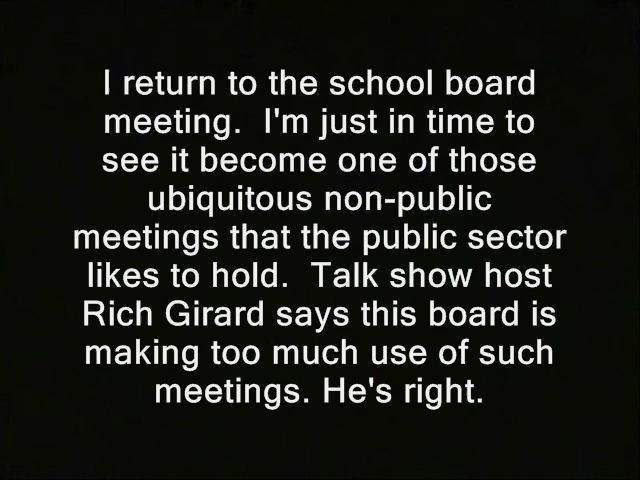 I return to the school board
meeting.  I'm just in time to
see it become one of those
ubiquitous non-public
meetings that the public sector
likes to hold.  Talk show host
Rich Girard says this board is
making too much use of such
meetings. He's right.